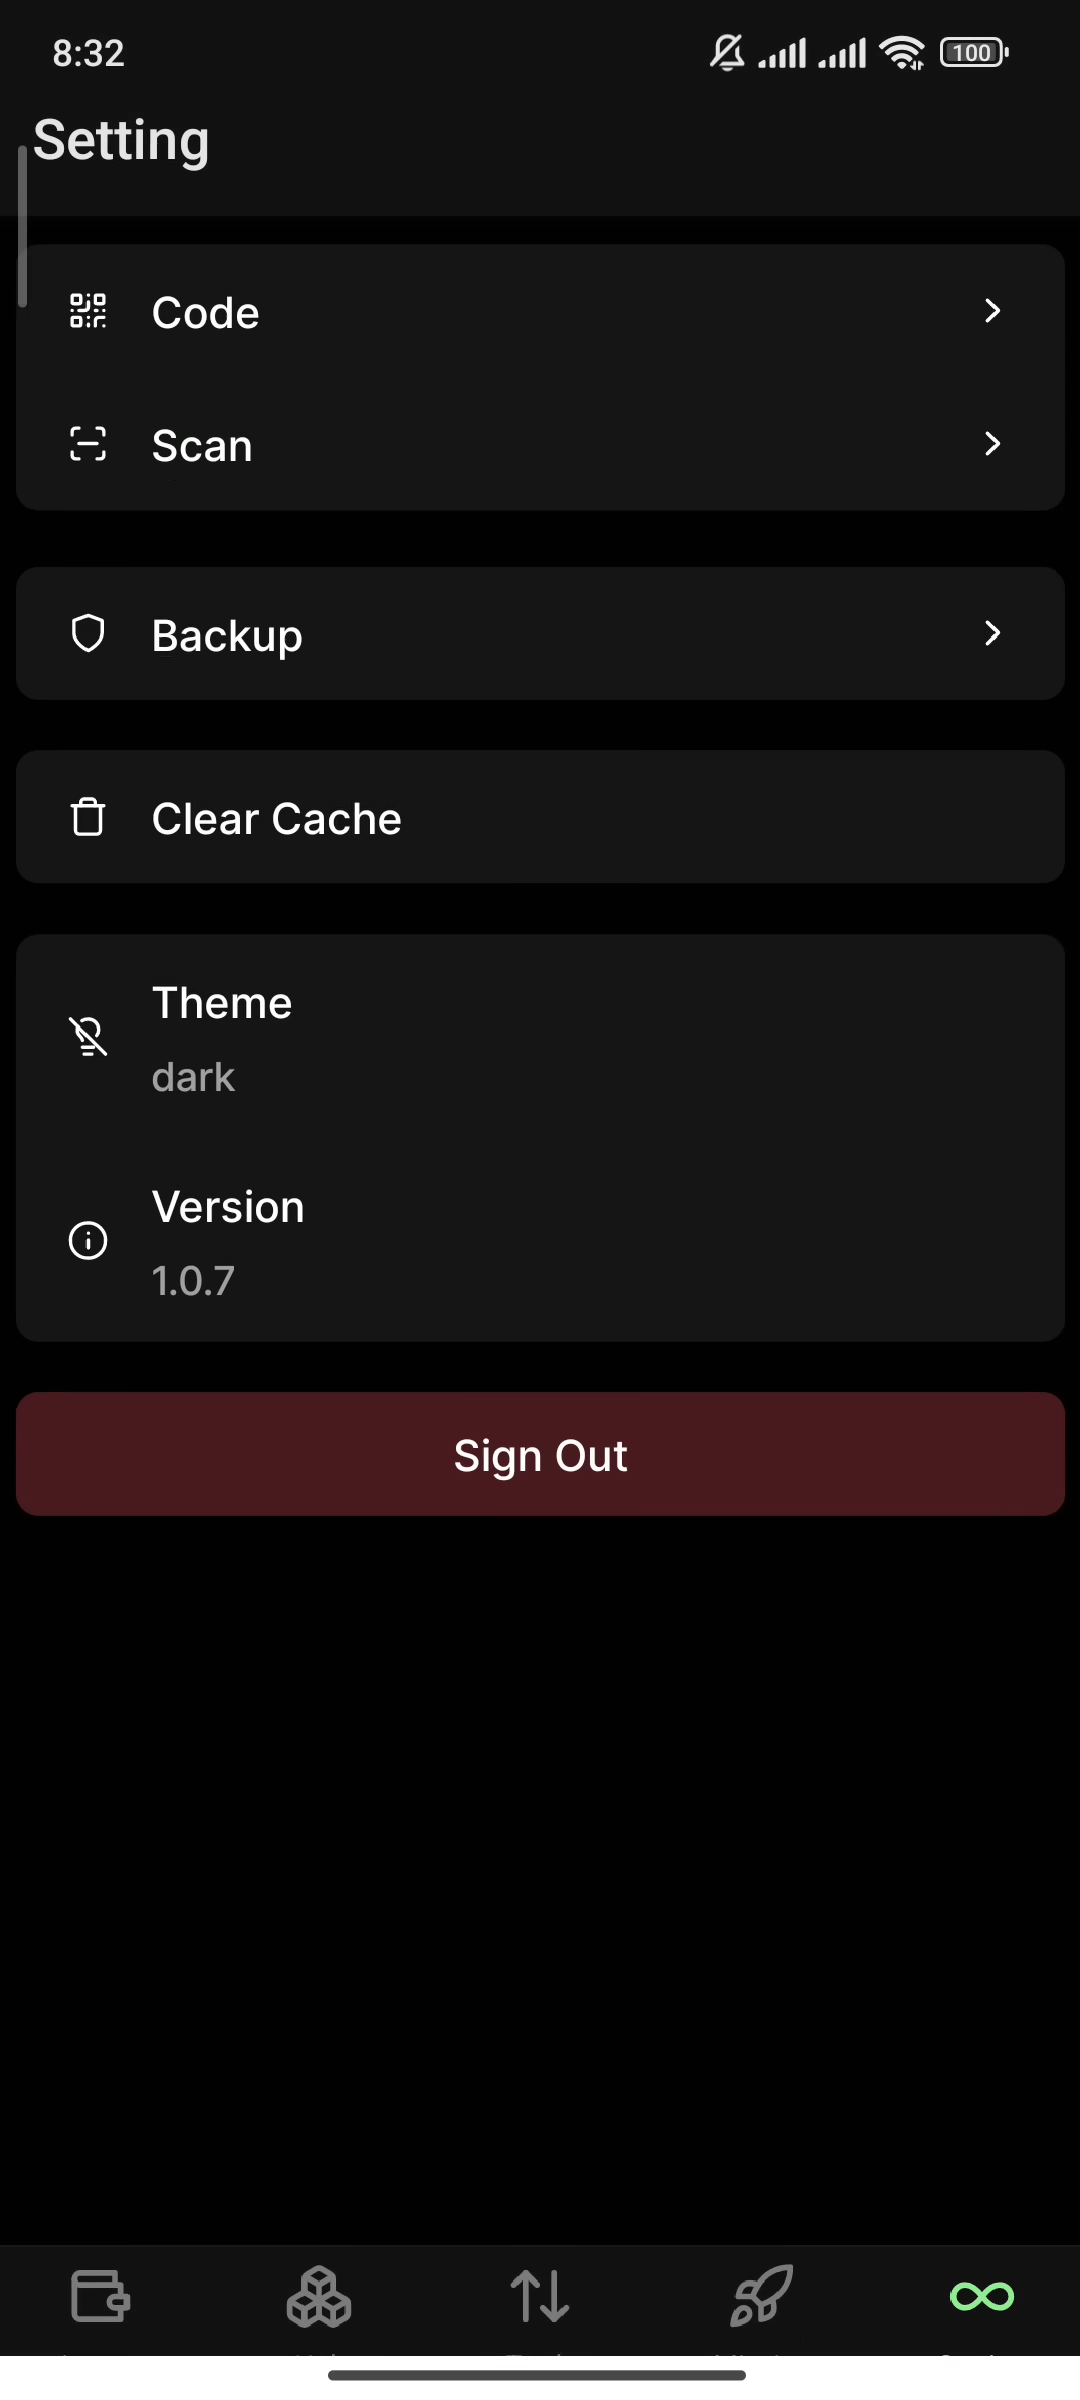 8:32
100
Setting
Code
Scan
Backup
Clear Cache
Theme
dark
Version
1.0.7
Sign Out